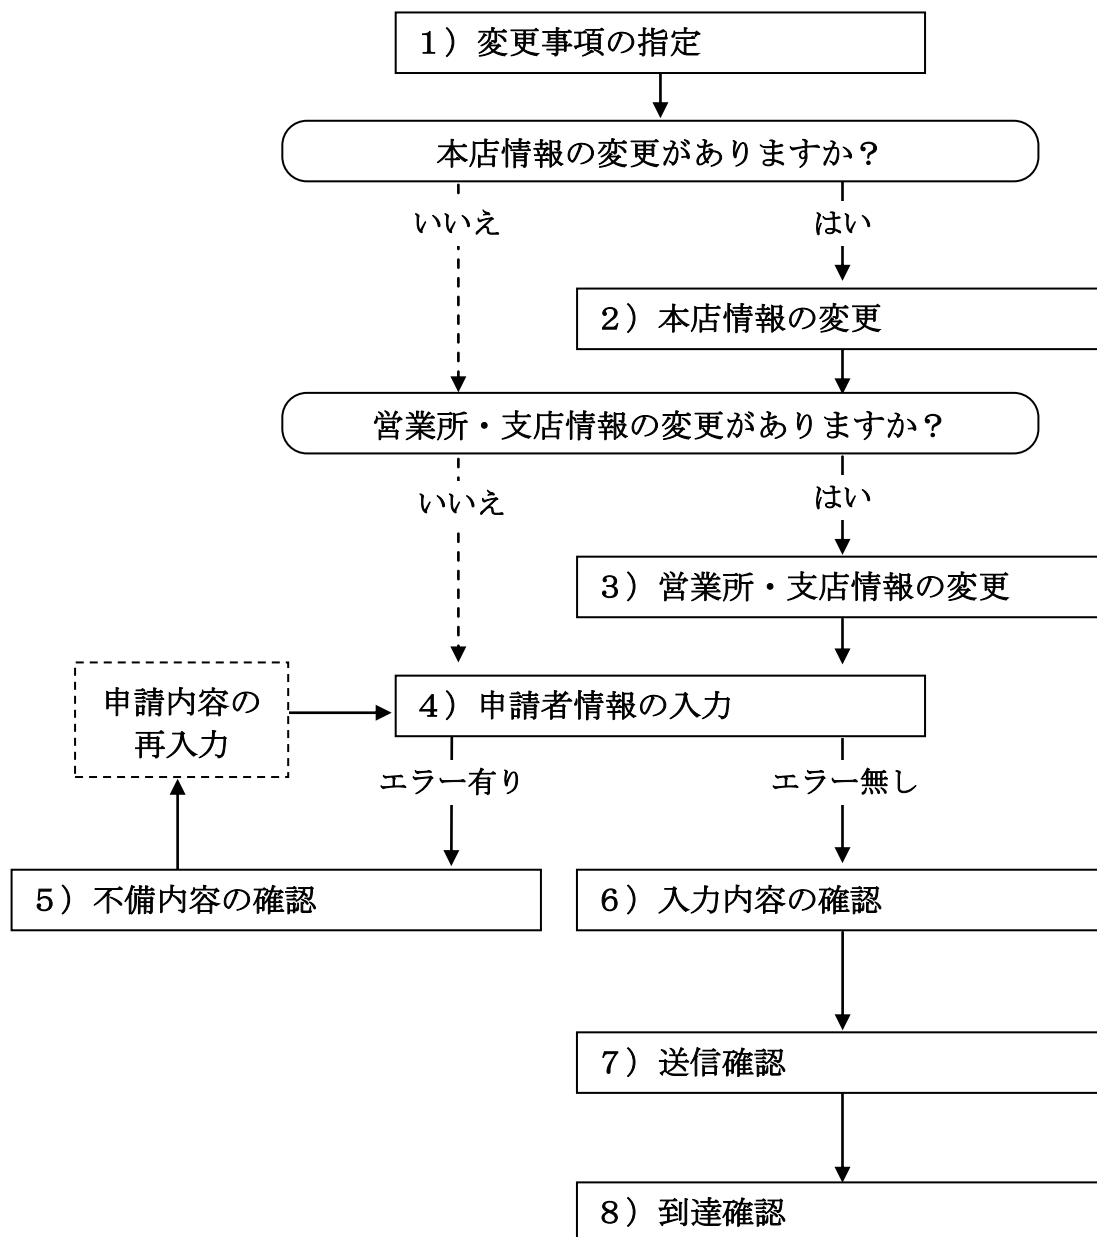 １）変更事項の指定
本店情報の変更がありますか？
いいえ
はい
２）本店情報の変更
営業所・支店情報の変更がありますか？
いいえ
はい
３）営業所・支店情報の変更
申請内容の
再入力
４）申請者情報の入力
エラー有り
エラー無し
５）不備内容の確認
６）入力内容の確認
７）送信確認
８）到達確認